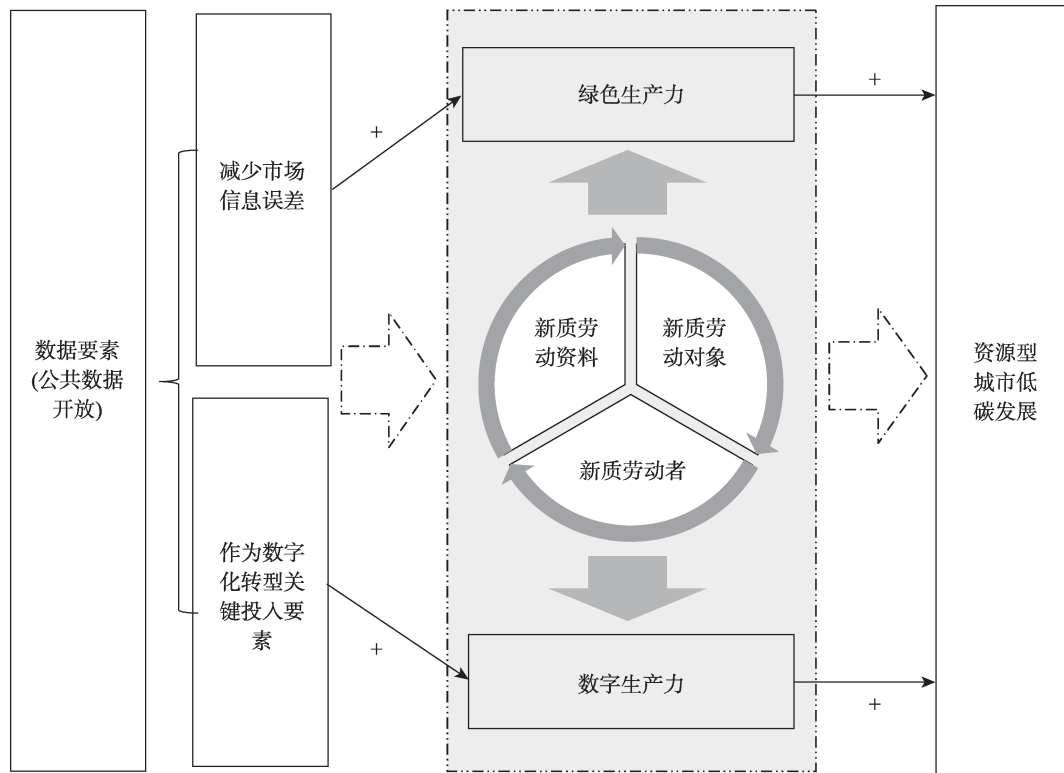 数据要素
(公共数据
开放)
减少市场
信息误差
作为数字
化转型关
键投入要
素
+
+
绿色生产力
新质劳
动资料
新质劳
动对象
新质劳动者
数字生产力
+
+
资源型
城市低
碳发展